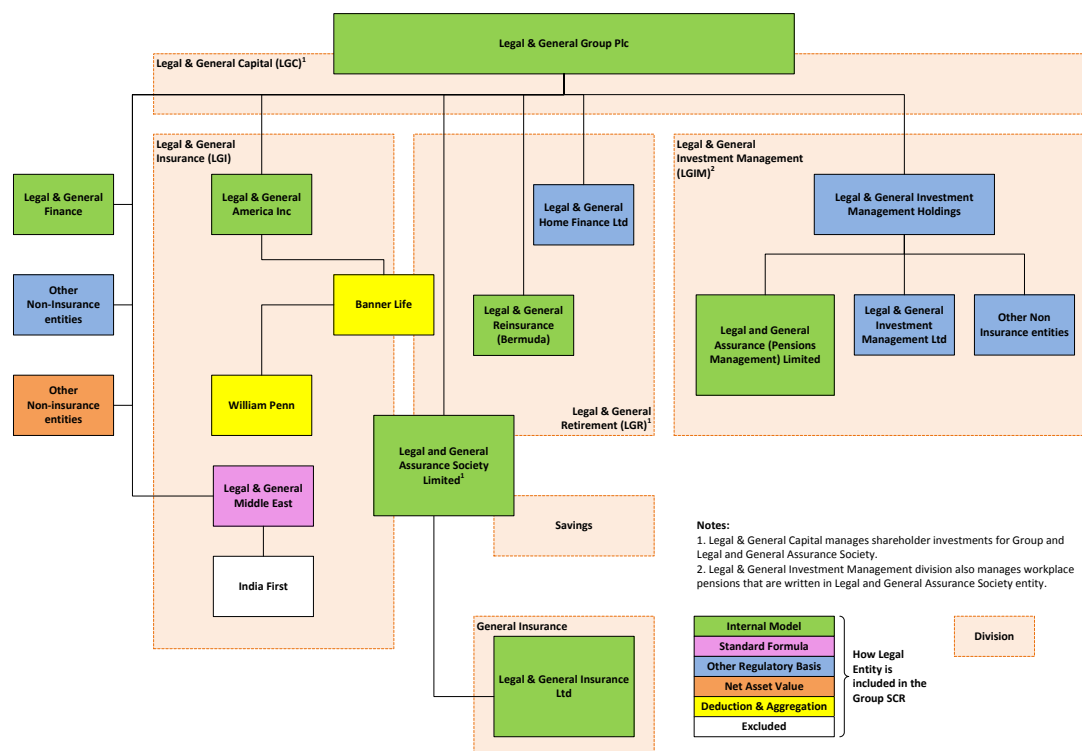 Legal & General Group Plc
Legal & General Capital (LGC)1
Legal & General
Insurance (LGI)
Legal & General
Investment Management
(LGIM)2
Legal & General
Finance
Legal & General
America Inc
Legal & General
Home Finance Ltd
Legal & General Investment
Management Holdings
Other
Non-Insurance
entities
Banner Life
Legal & General
Reinsurance
(Bermuda)
Legal and General
Assurance (Pensions
Management) Limited
Legal & General
Investment
Management Ltd
Other Non
Insurance entities
Other
Non-insurance
entities
William Penn
Legal & General
Retirement (LGR)1
Legal and General
Assurance Society
Limited1
Legal & General
Middle East
Savings
India First
Notes:
1. Legal & General Capital manages shareholder investments for Group and
Legal and General Assurance Society.
2. Legal & General Investment Management division also manages workplace
pensions that are written in Legal and General Assurance Society entity.
General Insurance
Legal & General Insurance
Ltd
Internal Model
Standard Formula
Other Regulatory Basis
Net Asset Value
Deduction & Aggregation
Excluded
How Legal
Entity is
included in the
Group SCR
Division